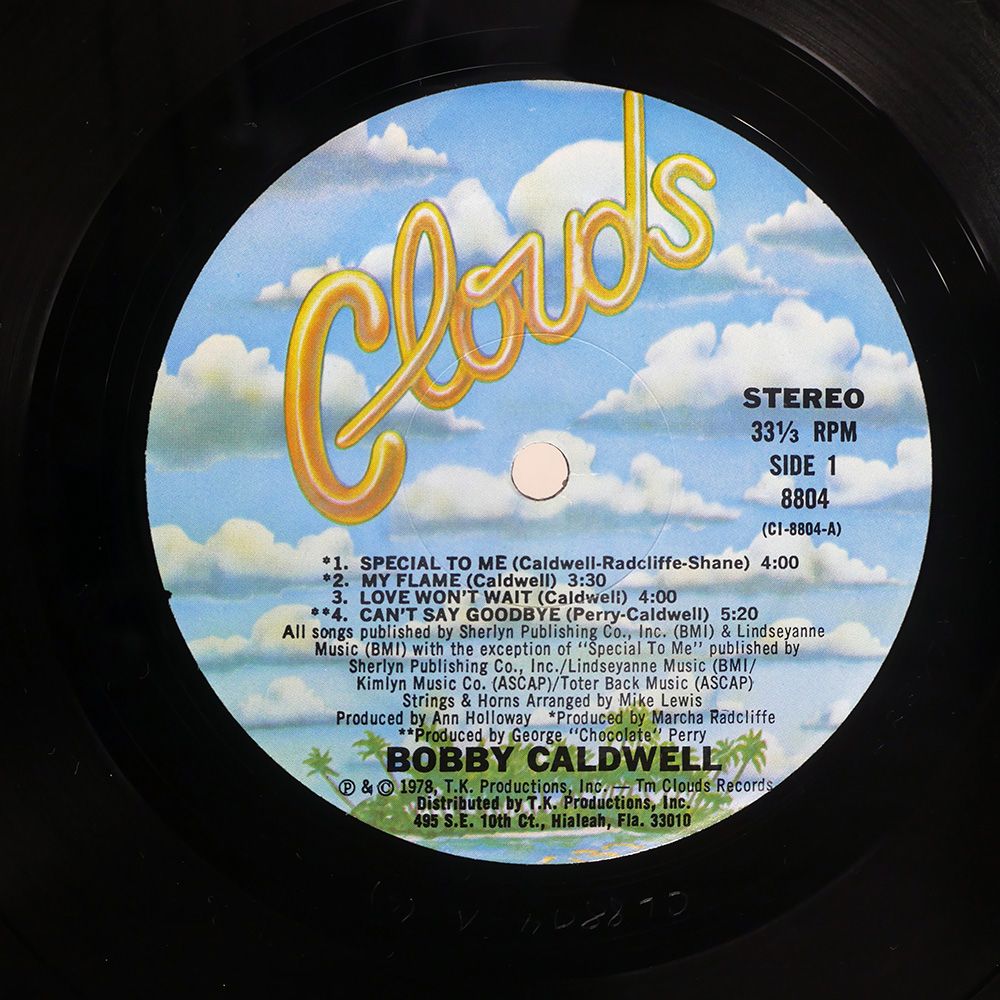 Clouds
STEREO
33⅓ RPM
SIDE 1
8804
(CI-8804-A)
*1. SPECIAL TO ME (Caldwell-Radcliffe-Shane) 4:00
*2. MY FLAME (Caldwell) 3:30
3. LOVE WON'T WAIT (Caldwell) 4:00
**4. CAN'T SAY GOODBYE (Perry-Caldwell) 5:20
All songs published by Sherlyn Publishing Co., Inc. (BMI) & Lindseyanne
Music (BMI) with the exception of "Special To Me" published by
Sherlyn Publishing Co., Inc./Lindseyanne Music (BMI/
Kimlyn Music Co. (ASCAP)/Toter Back Music (ASCAP)
Strings & Horns Arranged by Mike Lewis
Produced by Ann Holloway *Produced by Marcha Radcliffe
**Produced by George "Chocolate" Perry
BOBBY CALDWELL
℗ & © 1978, T.K. Productions, Inc. — Tm Clouds Records
Distributed by T.K. Productions, Inc.
495 S.E. 10th Ct., Hialeah, Fla. 33010